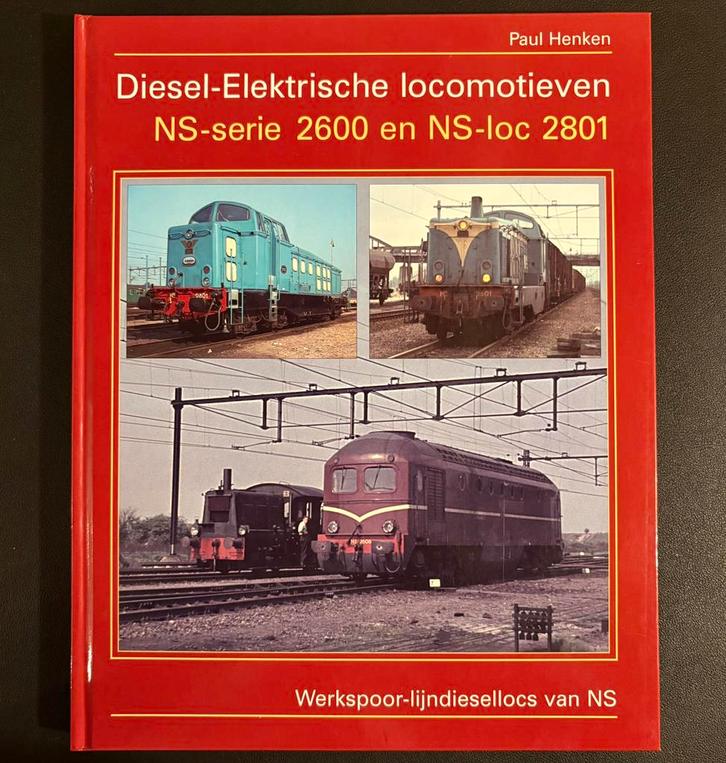 Paul Henken
Diesel-Elektrische locomotieven
NS-serie 2600 en NS-loc 2801
Werkspoor-lijndiesellocs van NS